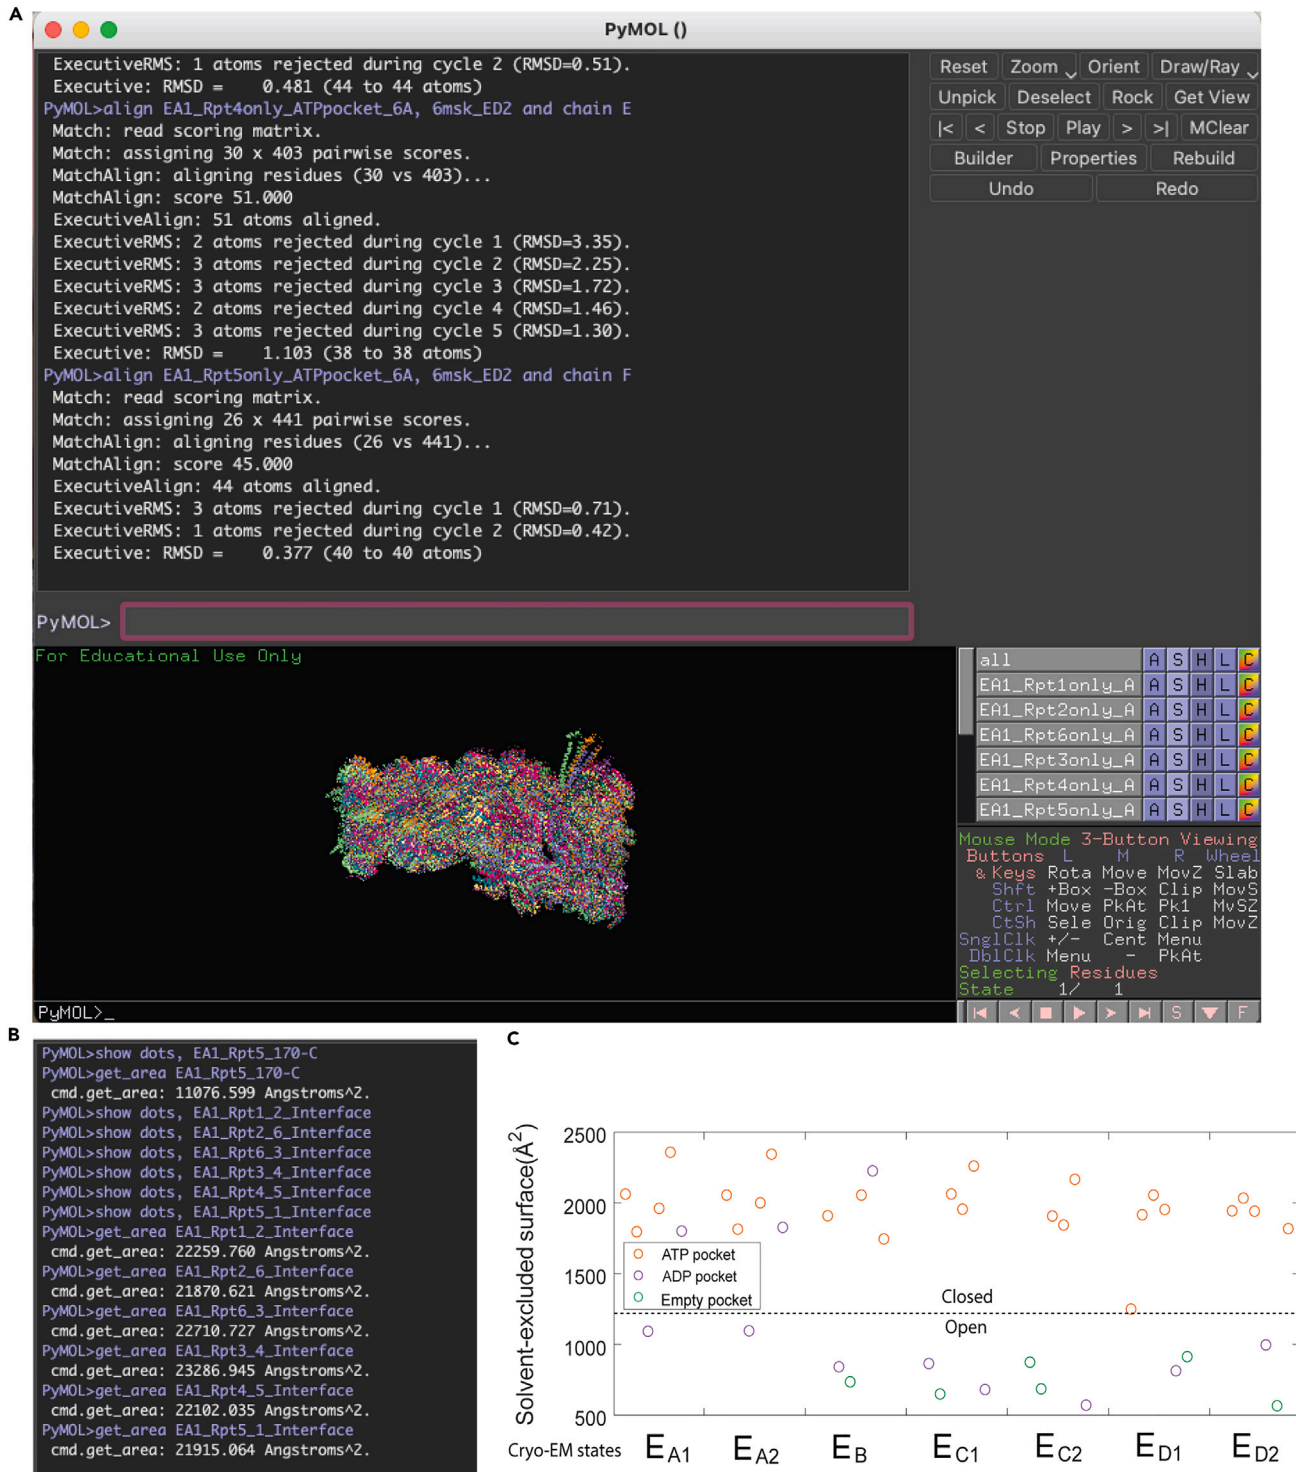 A
PyMOL ()
ExecutiveRMS: 1 atoms rejected during cycle 2 (RMSD=0.51).
Executive: RMSD = 0.481 (44 to 44 atoms)
PyMOL>align EA1_Rpt4only_ATPpocket_6A, 6msk_ED2 and chain E
Match: read scoring matrix.
Match: assigning 30 x 403 pairwise scores.
MatchAlign: aligning residues (30 vs 403)...
MatchAlign: score 51.000
ExecutiveAlign: 51 atoms aligned.
ExecutiveRMS: 2 atoms rejected during cycle 1 (RMSD=3.35).
ExecutiveRMS: 3 atoms rejected during cycle 2 (RMSD=2.25).
ExecutiveRMS: 3 atoms rejected during cycle 3 (RMSD=1.72).
ExecutiveRMS: 2 atoms rejected during cycle 4 (RMSD=1.46).
ExecutiveRMS: 3 atoms rejected during cycle 5 (RMSD=1.30).
Executive: RMSD = 1.103 (38 to 38 atoms)
PyMOL>align EA1_Rpt5only_ATPpocket_6A, 6msk_ED2 and chain F
Match: read scoring matrix.
Match: assigning 26 x 441 pairwise scores.
MatchAlign: aligning residues (26 vs 441)...
MatchAlign: score 45.000
ExecutiveAlign: 44 atoms aligned.
ExecutiveRMS: 3 atoms rejected during cycle 1 (RMSD=0.71).
ExecutiveRMS: 1 atoms rejected during cycle 2 (RMSD=0.42).
Executive: RMSD = 0.377 (40 to 40 atoms)
PyMOL>
Reset Zoom Orient Draw/Ray
Unpick Deselect Rock Get View
|< < Stop Play > >| MClear
Builder Properties Rebuild
Undo Redo
For Educational Use Only
all A S H L C
EA1_Rpt1only_A A S H L C
EA1_Rpt2only_A A S H L C
EA1_Rpt6only_A A S H L C
EA1_Rpt3only_A A S H L C
EA1_Rpt4only_A A S H L C
EA1_Rpt5only_A A S H L C
Mouse Mode 3-Button Viewing
Buttons L M R Wheel
& Keys Rota Move MovZ Slab
Shft +Box -Box Clip MovS
Ctrl Move PkAt Pk1 MvSZ
CtSh Sele Orig Clip MovZ
SnglClk +/- Cent Menu
DblClk Menu - PkAt
Selecting Residues
State 1/ 1
PyMOL>_
S F
B
PyMOL>show dots, EA1_Rpt5_170-C
PyMOL>get_area EA1_Rpt5_170-C
cmd.get_area: 11076.599 Angstroms^2.
PyMOL>show dots, EA1_Rpt1_2_Interface
PyMOL>show dots, EA1_Rpt2_6_Interface
PyMOL>show dots, EA1_Rpt6_3_Interface
PyMOL>show dots, EA1_Rpt3_4_Interface
PyMOL>show dots, EA1_Rpt4_5_Interface
PyMOL>show dots, EA1_Rpt5_1_Interface
PyMOL>get_area EA1_Rpt1_2_Interface
cmd.get_area: 22259.760 Angstroms^2.
PyMOL>get_area EA1_Rpt2_6_Interface
cmd.get_area: 21870.621 Angstroms^2.
PyMOL>get_area EA1_Rpt6_3_Interface
cmd.get_area: 22710.727 Angstroms^2.
PyMOL>get_area EA1_Rpt3_4_Interface
cmd.get_area: 23286.945 Angstroms^2.
PyMOL>get_area EA1_Rpt4_5_Interface
cmd.get_area: 22102.035 Angstroms^2.
PyMOL>get_area EA1_Rpt5_1_Interface
cmd.get_area: 21915.064 Angstroms^2.
C
Solvent-excluded surface(Å²)
2500
2000
1500
1000
500
ATP pocket
ADP pocket
Empty pocket
Closed
Open
Cryo-EM states E_A1 E_A2 E_B E_C1 E_C2 E_D1 E_D2